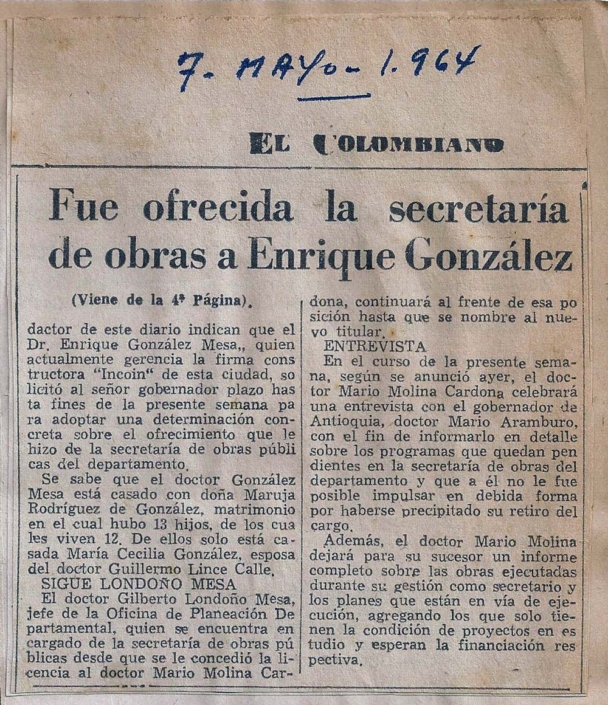 7. MAYO - 1.964
EL COLOMBIANO
Fue ofrecida la secretaría
de obras a Enrique González
(Viene de la 4ª Página).
dactor de este diario indican que el
Dr. Enrique González Mesa,, quien
actualmente gerencia la firma cons
tructora "Incoin" de esta ciudad, so
licitó al señor gobernador plazo has
ta fines de la presente semana pa
ra adoptar una determinación con-
creta sobre el ofrecimiento que le
hizo de la secretaría de obras públi
cas del departamento.
Se sabe que el doctor González
Mesa está casado con doña Maruja
Rodríguez de González, matrimonio
en el cual hubo 13 hijos, de los cua
les viven 12. De ellos solo está ca-
sada María Cecilia González, esposa
del doctor Guillermo Lince Calle.
SIGUE LONDOÑO MESA
El doctor Gilberto Londoño Mesa,
jefe de la Oficina de Planeación De
partamental, quien se encuentra en
cargado de la secretaría de obras pú
blicas desde que se le concedió la li-
cencia al doctor Mario Molina Car-
dona, continuará al frente de esa po
sición hasta que se nombre al nue-
vo titular.
ENTREVISTA
En el curso de la presente sema-
na, según se anunció ayer, el doc-
tor Mario Molina Cardona celebrará
una entrevista con el gobernador de
Antioquia, doctor Mario Aramburo,
con el fin de informarlo en detalle
sobre los programas que quedan pen
dientes en la secretaría de obras del
departamento y que a él no le fue
posible impulsar en debida forma
por haberse precipitado su retiro del
cargo.
Además, el doctor Mario Molina
dejará para su sucesor un informe
completo sobre las obras ejecutadas
durante su gestión como secretario y
los planes que están en vía de eje-
cución, agregando los que solo tie-
nen la condición de proyectos en es
tudio y esperan la financiación res
pectiva.